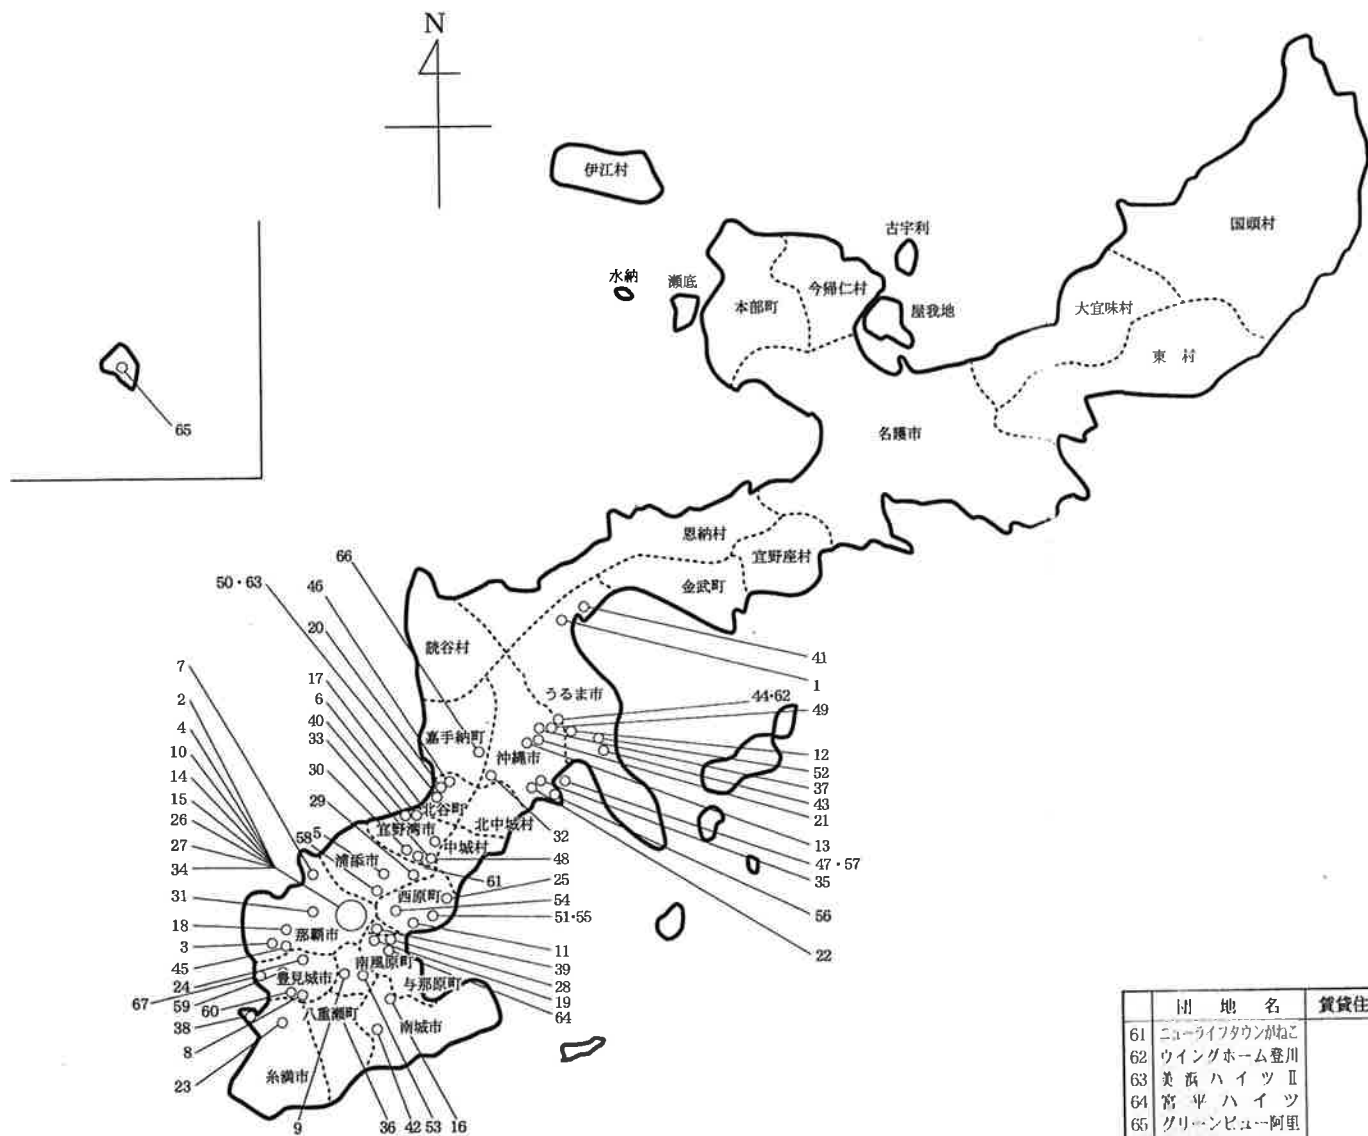 N
伊江村
古宇利
国頭村
水納
瀬底
今帰仁村
本部町
屋我地
大宜味村
東 村
65
名護市
恩納村
宜野座村
金武町
66
50・63
46
20
読谷村
41
1
7
2
17
うるま市
44・62
49
4
6
40
嘉手納町
沖縄市
12
10
33
52
14
30
37
15
29
北谷町
43
26
宜野湾市
北中城村
21
27
58
5
中城村
32
13
34
浦添市
48
47・57
61
35
31
西原町
25
54
56
18
那覇市
51・55
22
3
11
45
南風原町
39
24
豊見城市
28
67
59
与那原町
19
60
八重瀬町
64
38
南城市
8
23
糸満市
9
36
42
53
16
団 地 名
賃貸住
61 ニューライフタウンがねこ
62 ウイングホーム登川
63 美浜ハイツⅡ
64 宮平ハイツ
65 グリーンビュー阿里